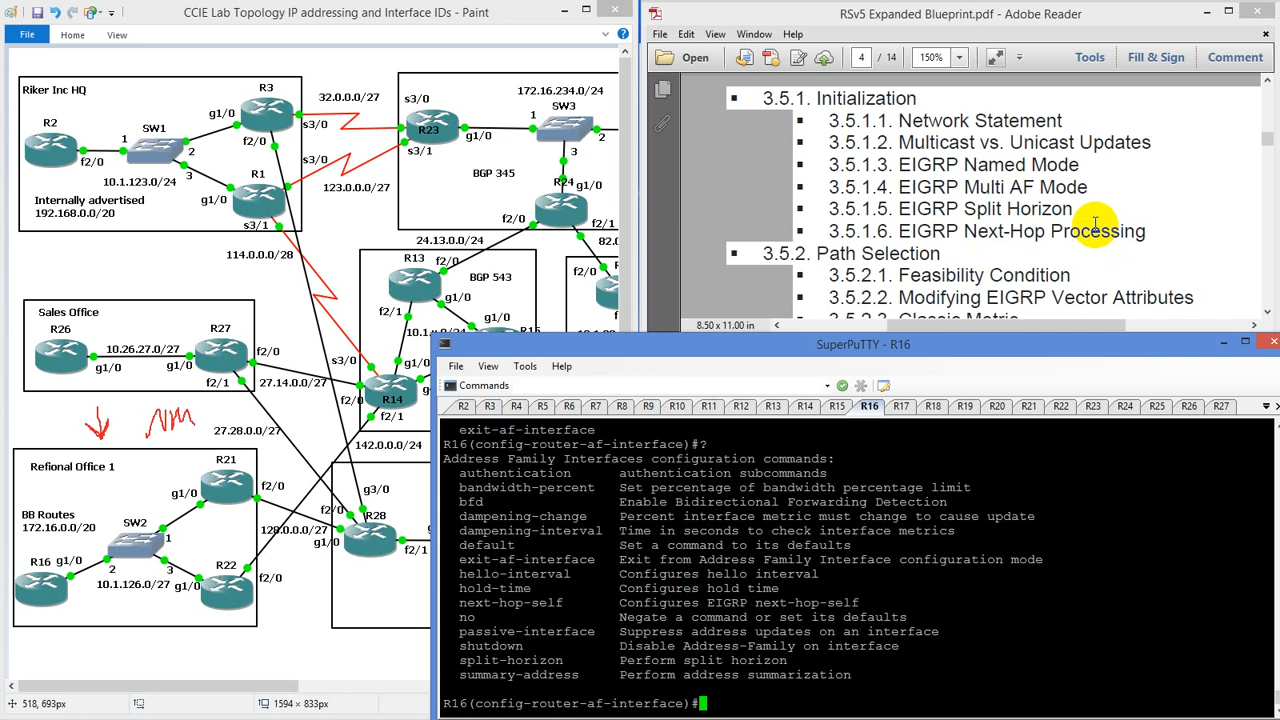 CCIE Lab Topology IP addressing and Interface IDs - Paint
File Home View
Riker Inc HQ
R3
R2
SW1
g1/0
1
2
f2/0
f2/0
3
10.1.123.0/24
R1
g1/0
Internally advertised
192.168.0.0/20
s3/1
32.0.0.0/27
s3/0
s3/0
s3/0
R23
g1/0
s3/1
123.0.0.0/27
172.16.234.0/24
SW3
1
2
3
BGP 345
g1/0
R24
f2/0
f2/1
24.13.0.0/24
82.0
114.0.0.0/28
R13
f2/0
BGP 543
g1/0
f2/0
g1/0
f2/0
Sales Office
R26
R27
10.26.27.0/27
g1/0
g1/0
f2/0
f2/1
27.14.0.0/27
s3/0
g1/0
R14
f2/0
f2/1
NM
27.28.0.0/27
142.0.0.0/24
Refional Office 1
R21
g1/0
f2/0
BB Routes
172.16.0.0/20
SW2
1
2
3
R16
g1/0
10.1.126.0/27
R22
g1/0
f2/0
g3/0
f2/0
R28
g1/0
f2/1
518, 693px
1594 × 833px
RSv5 Expanded Blueprint.pdf - Adobe Reader
File Edit View Window Help
Open 4 / 14 150% Tools Fill & Sign Comment
3.5.1. Initialization
3.5.1.1. Network Statement
3.5.1.2. Multicast vs. Unicast Updates
3.5.1.3. EIGRP Named Mode
3.5.1.4. EIGRP Multi AF Mode
3.5.1.5. EIGRP Split Horizon
3.5.1.6. EIGRP Next-Hop Processing
3.5.2. Path Selection
3.5.2.1. Feasibility Condition
3.5.2.2. Modifying EIGRP Vector Attributes
3.5.2.3. Classic Metric
8.50 x 11.00 in
SuperPuTTY - R16
File View Tools Help
Commands
R2 R3 R4 R5 R6 R7 R8 R9 R10 R11 R12 R13 R14 R15 R16 R17 R18 R19 R20 R21 R22 R23 R24 R25 R26 R27
exit-af-interface
R16(config-router-af-interface)#?
Address Family Interfaces configuration commands:
authentication authentication subcommands
bandwidth-percent Set percentage of bandwidth percentage limit
bfd Enable Bidirectional Forwarding Detection
dampening-change Percent interface metric must change to cause update
dampening-interval Time in seconds to check interface metrics
default Set a command to its defaults
exit-af-interface Exit from Address Family Interface configuration mode
hello-interval Configures hello interval
hold-time Configures hold time
next-hop-self Configures EIGRP next-hop-self
no Negate a command or set its defaults
passive-interface Suppress address updates on an interface
shutdown Disable Address-Family on interface
split-horizon Perform split horizon
summary-address Perform address summarization
R16(config-router-af-interface)#